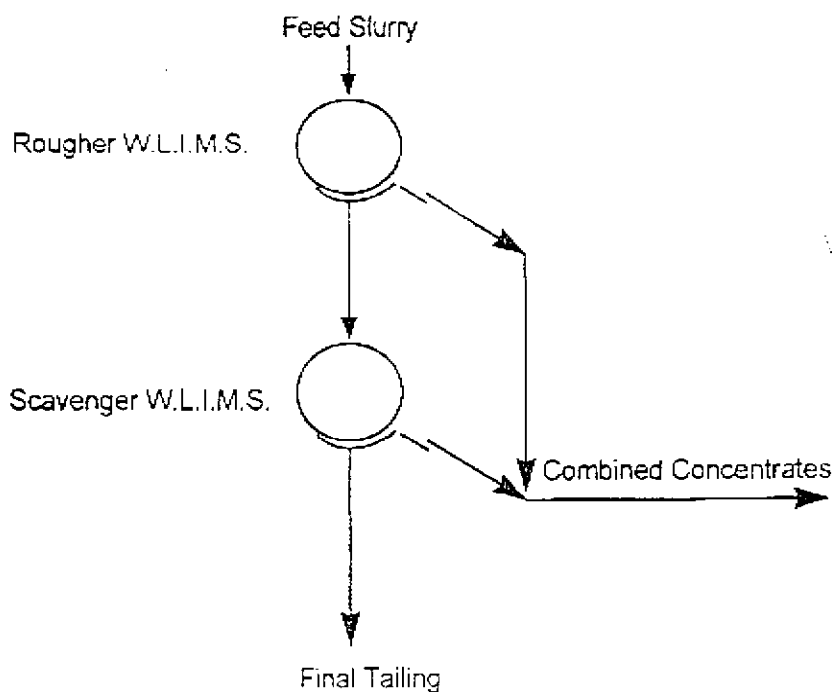 Feed Slurry
Rougher W.L.I.M.S.
Scavenger W.L.I.M.S.
Combined Concentrates
Final Tailing